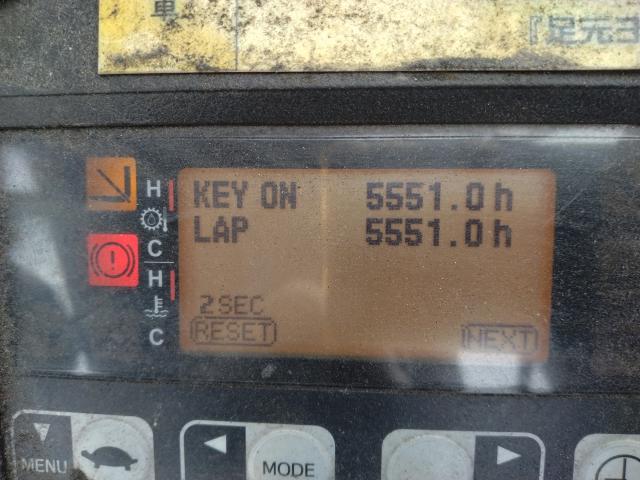 車
『足元ヨ
H
C
H
C
KEY ON 5551.0h
LAP 5551.0h
2SEC
RESET NEXT
MENU MODE